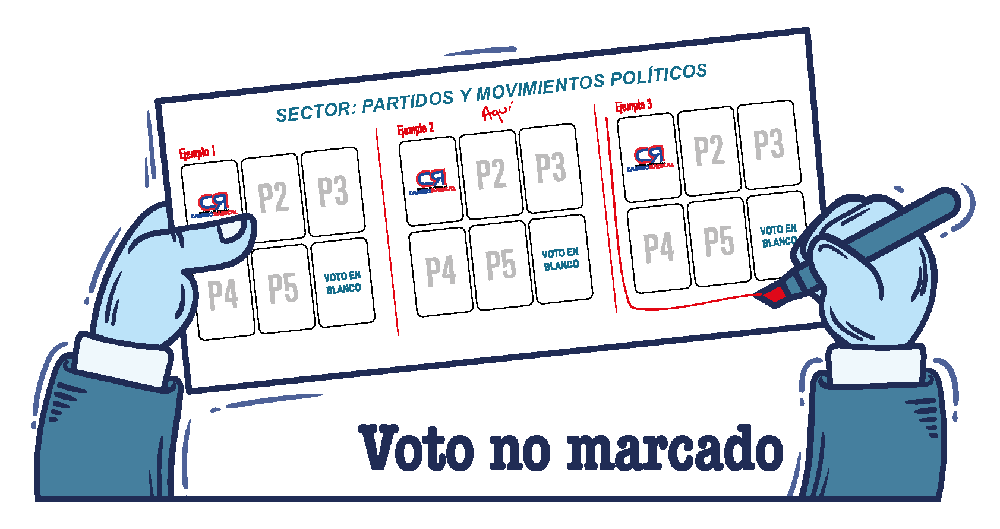 SECTOR: PARTIDOS Y MOVIMIENTOS POLÍTICOS
Ejemplo 1
CR
CAMBIO RADICAL
P2
P3
P4
P5
VOTO EN
BLANCO
Ejemplo 2
Aquí
CR
CAMBIO RADICAL
P2
P3
P4
P5
VOTO EN
BLANCO
Ejemplo 3
CR
CAMBIO RADICAL
P2
P3
P4
P5
VOTO EN
BLANCO
Voto no marcado